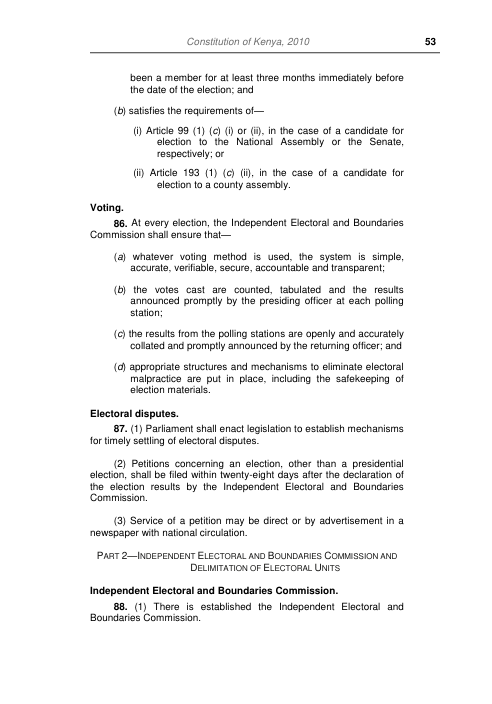 Constitution of Kenya, 2010 53
been a member for at least three months immediately before
the date of the election; and
(b) satisfies the requirements of—
(i) Article 99 (1) (c) (i) or (ii), in the case of a candidate for
election to the National Assembly or the Senate,
respectively; or
(ii) Article 193 (1) (c) (ii), in the case of a candidate for
election to a county assembly.
Voting.
86. At every election, the Independent Electoral and Boundaries
Commission shall ensure that—
(a) whatever voting method is used, the system is simple,
accurate, verifiable, secure, accountable and transparent;
(b) the votes cast are counted, tabulated and the results
announced promptly by the presiding officer at each polling
station;
(c) the results from the polling stations are openly and accurately
collated and promptly announced by the returning officer; and
(d) appropriate structures and mechanisms to eliminate electoral
malpractice are put in place, including the safekeeping of
election materials.
Electoral disputes.
87. (1) Parliament shall enact legislation to establish mechanisms
for timely settling of electoral disputes.
(2) Petitions concerning an election, other than a presidential
election, shall be filed within twenty-eight days after the declaration of
the election results by the Independent Electoral and Boundaries
Commission.
(3) Service of a petition may be direct or by advertisement in a
newspaper with national circulation.
PART 2—INDEPENDENT ELECTORAL AND BOUNDARIES COMMISSION AND
DELIMITATION OF ELECTORAL UNITS
Independent Electoral and Boundaries Commission.
88. (1) There is established the Independent Electoral and
Boundaries Commission.